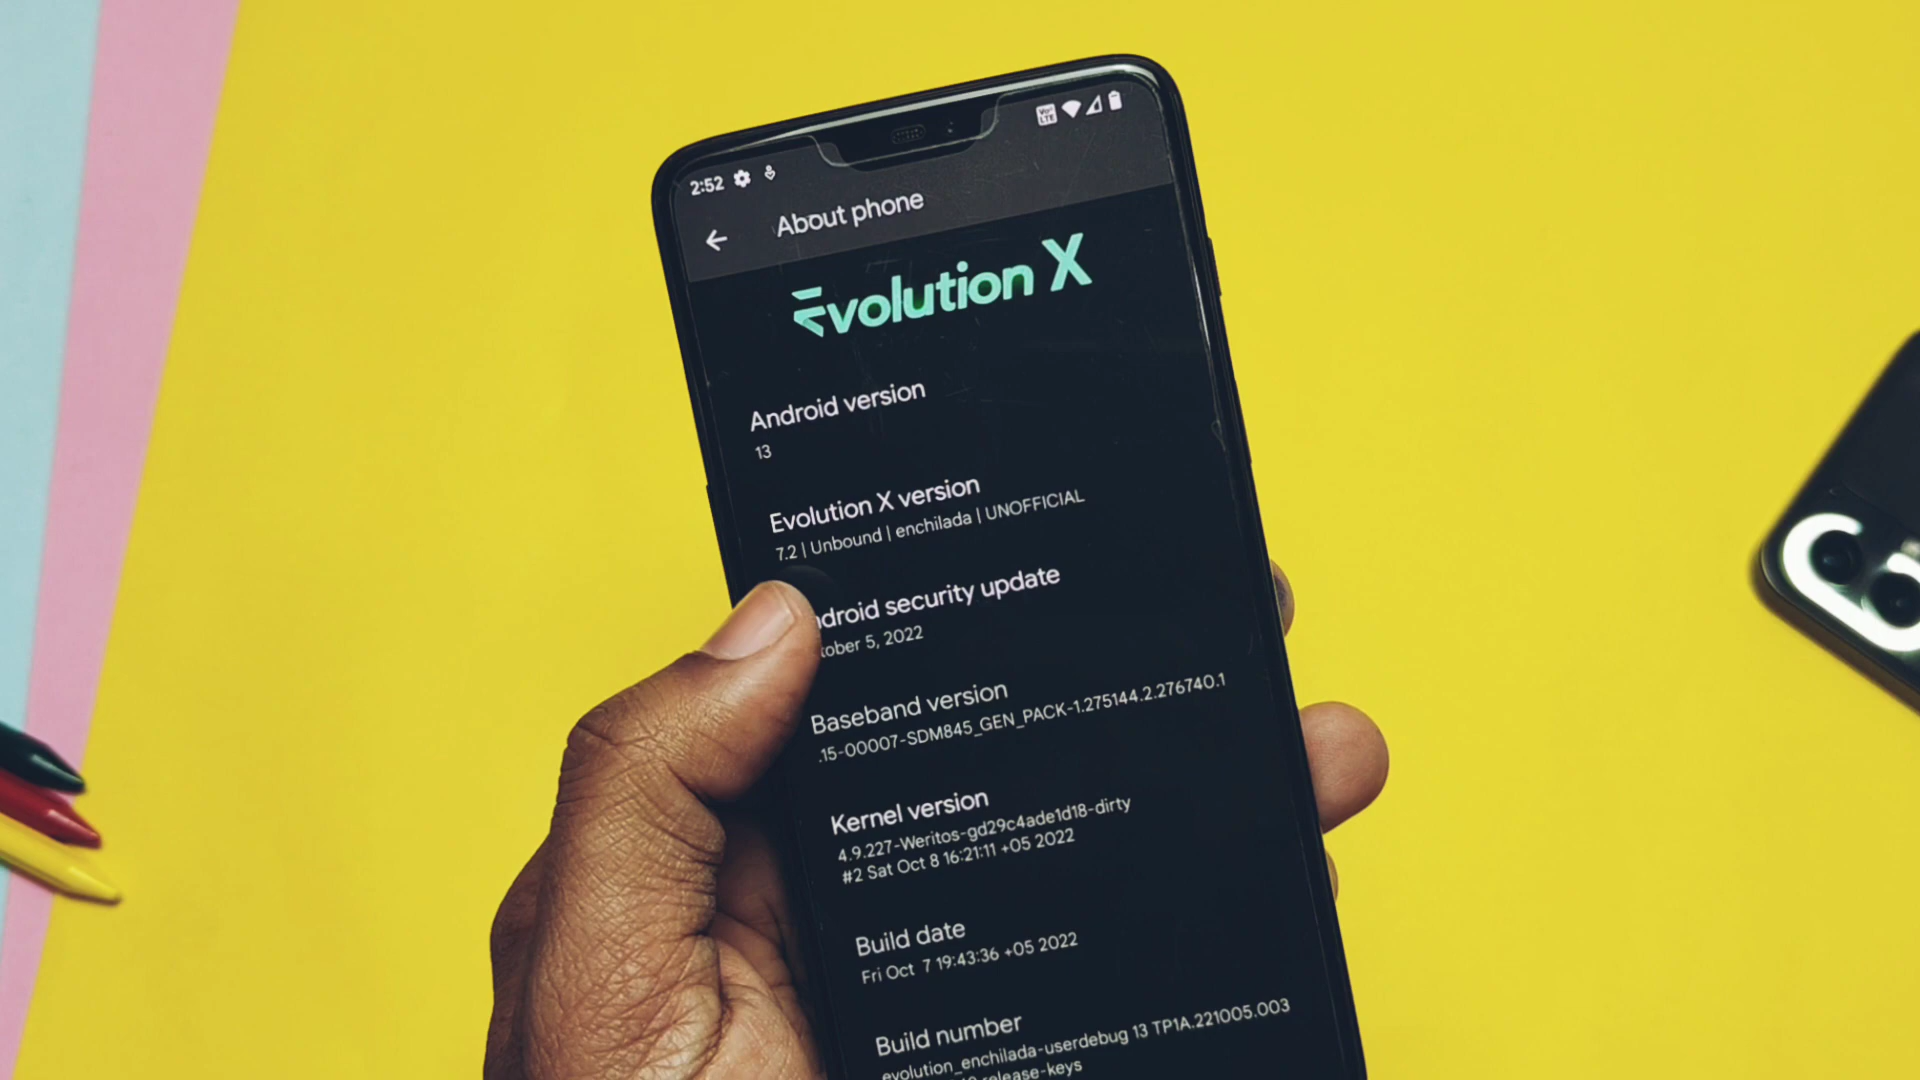 2:52
VoLTE
About phone
Evolution X
Android version
13
Evolution X version
7.2 | Unbound | enchilada | UNOFFICIAL
droid security update
tober 5, 2022
Baseband version
.15-00007-SDM845_GEN_PACK-1.275144.2.276740.1
Kernel version
4.9.227-Weritos-gd29c4ade1d18-dirty
#2 Sat Oct 8 16:21:11 +05 2022
Build date
Fri Oct 7 19:43:36 +05 2022
Build number
evolution_enchilada-userdebug 13 TP1A.221005.003
release-keys